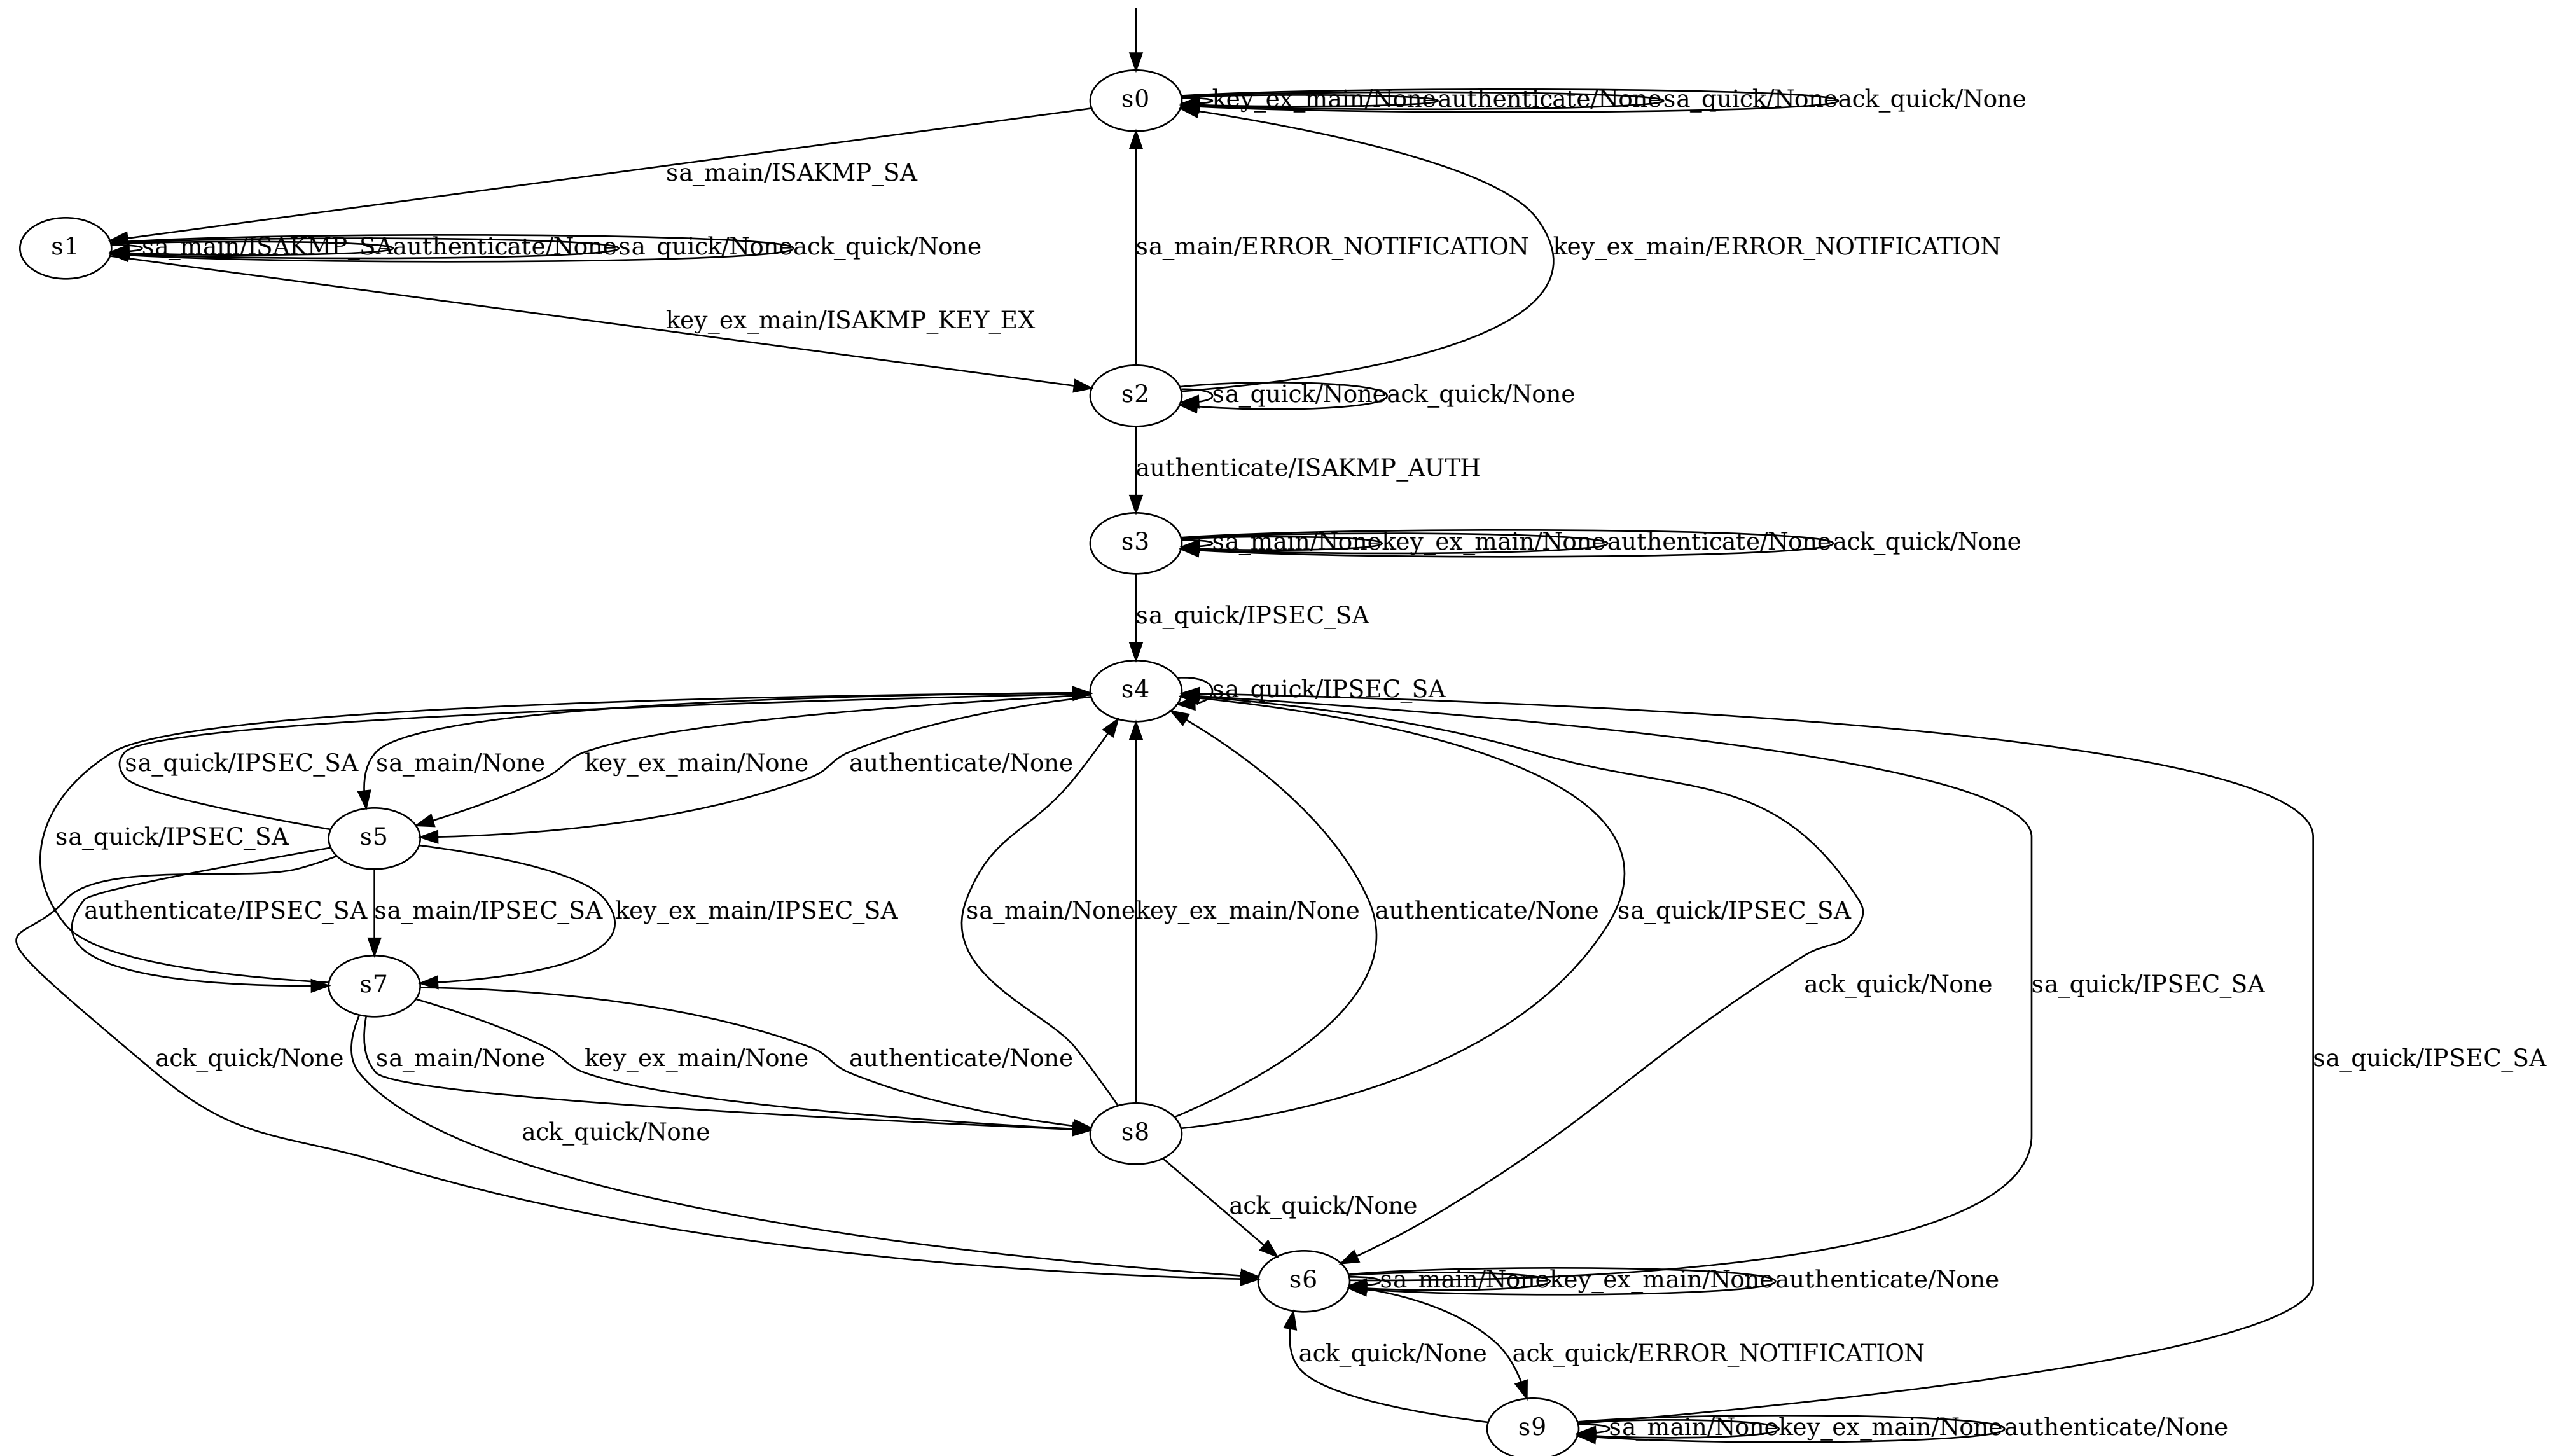 s0
key_ex_main/None
authenticate/None
sa_quick/None
ack_quick/None
sa_main/ISAKMP_SA
s1
sa_main/ISAKMP_SA
authenticate/None
sa_quick/None
ack_quick/None
sa_main/ERROR_NOTIFICATION
key_ex_main/ERROR_NOTIFICATION
key_ex_main/ISAKMP_KEY_EX
s2
sa_quick/None
ack_quick/None
authenticate/ISAKMP_AUTH
s3
sa_main/None
key_ex_main/None
authenticate/None
ack_quick/None
sa_quick/IPSEC_SA
s4
sa_quick/IPSEC_SA
sa_quick/IPSEC_SA
sa_main/None
key_ex_main/None
authenticate/None
sa_quick/IPSEC_SA
s5
authenticate/IPSEC_SA
sa_main/IPSEC_SA
key_ex_main/IPSEC_SA
sa_main/None
key_ex_main/None
authenticate/None
sa_quick/IPSEC_SA
s7
ack_quick/None
sa_quick/IPSEC_SA
ack_quick/None
sa_main/None
key_ex_main/None
authenticate/None
sa_quick/IPSEC_SA
ack_quick/None
s8
ack_quick/None
s6
sa_main/None
key_ex_main/None
authenticate/None
ack_quick/None
ack_quick/ERROR_NOTIFICATION
s9
sa_main/None
key_ex_main/None
authenticate/None